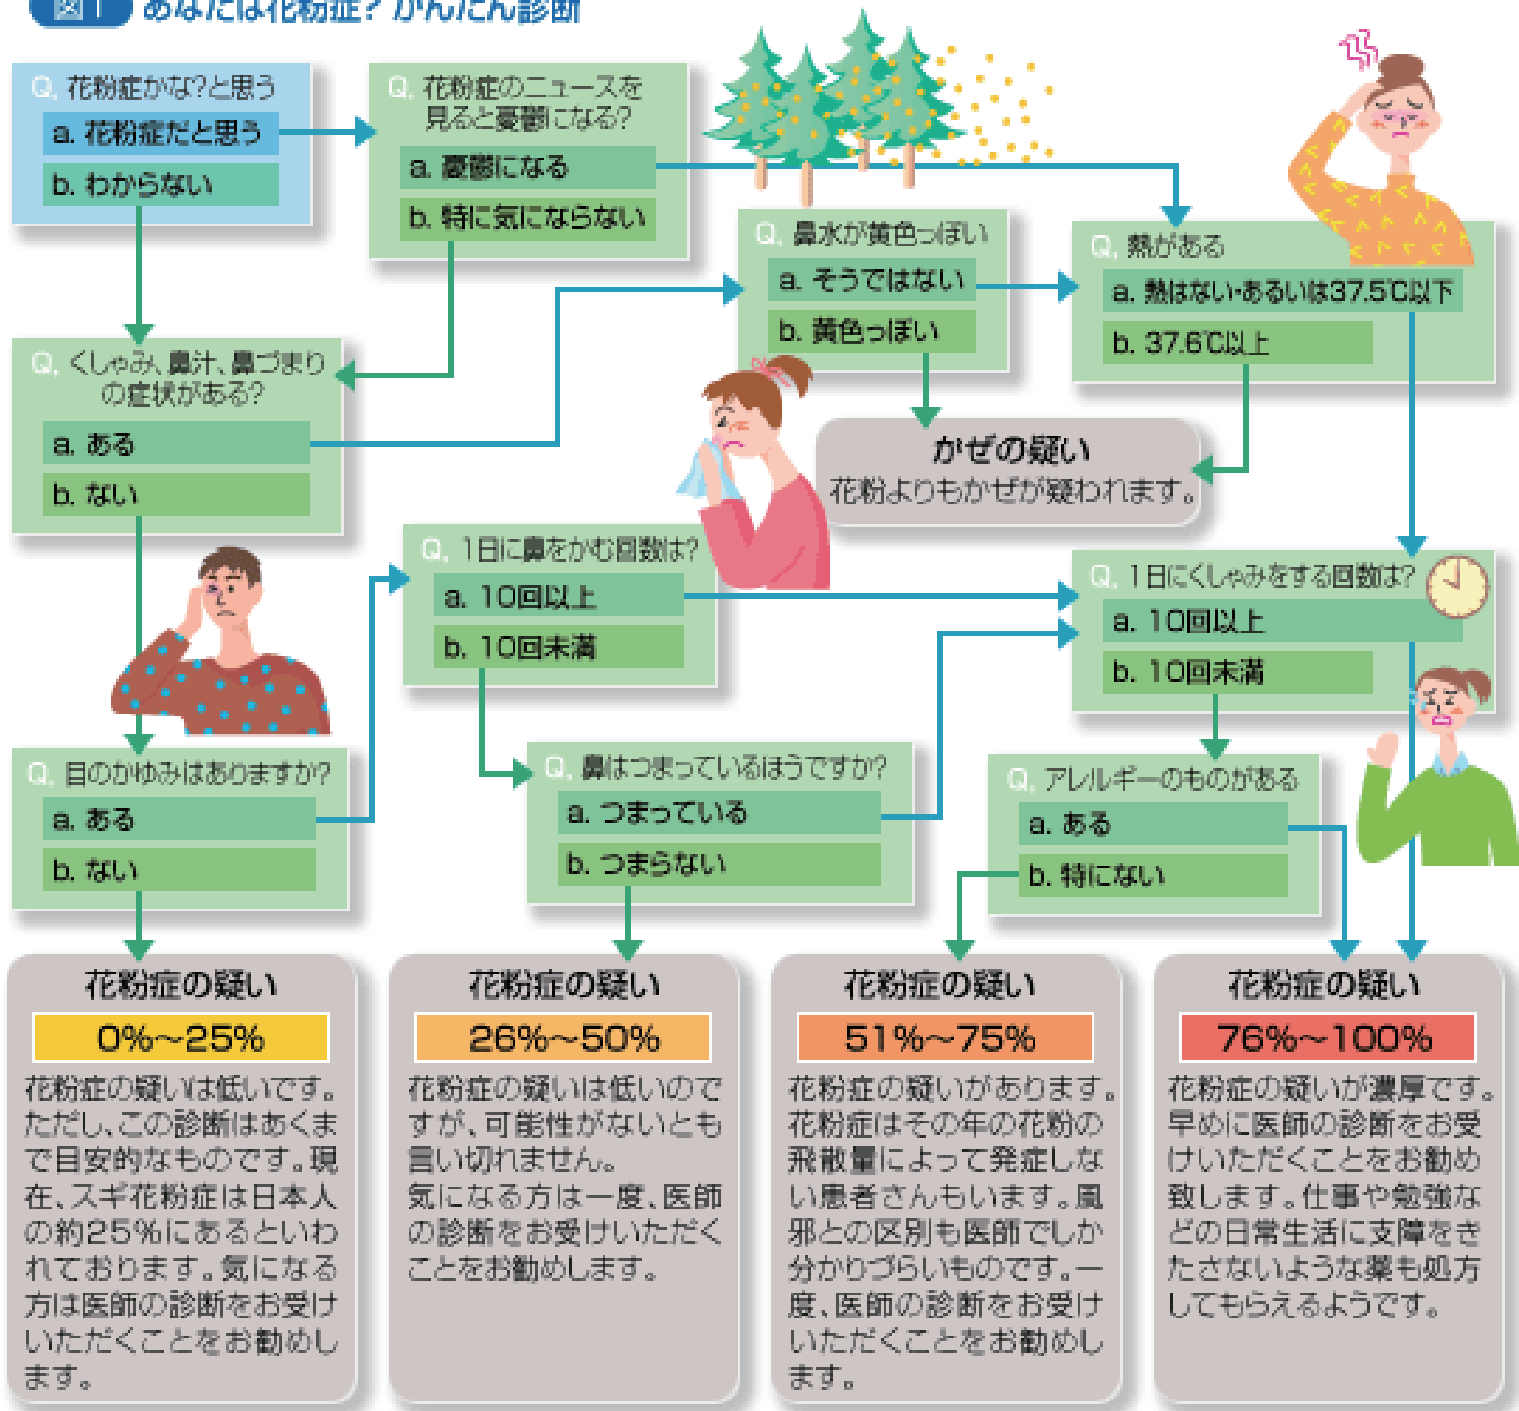 図1 あなたは花粉症? かんたん診断
Q. 花粉症かな?と思う
a. 花粉症だと思う
b. わからない
Q. 花粉症のニュースを
見ると憂鬱になる?
a. 憂鬱になる
b. 特に気にならない
Q. 鼻水が黄色っぽい
a. そうではない
b. 黄色っぽい
Q. 熱がある
a. 熱はない・あるいは37.5℃以下
b. 37.6℃以上
Q. くしゃみ、鼻汁、鼻づまり
の症状がある?
a. ある
b. ない
かぜの疑い
花粉よりもかぜが疑われます。
Q. 1日に鼻をかむ回数は?
a. 10回以上
b. 10回未満
Q. 1日にくしゃみをする回数は?
a. 10回以上
b. 10回未満
Q. 目のかゆみはありますか?
a. ある
b. ない
Q. 鼻はつまっているほうですか?
a. つまっている
b. つまらない
Q. アレルギーのものがある
a. ある
b. 特にない
花粉症の疑い
0%~25%
花粉症の疑いは低いです。
ただし、この診断はあくま
で目安的なものです。現
在、スギ花粉症は日本人
の約25%にあるといわ
れております。気になる
方は医師の診断をお受け
いただくことをお勧めし
ます。
花粉症の疑い
26%~50%
花粉症の疑いは低いので
すが、可能性がないとも
言い切れません。
気になる方は一度、医師
の診断をお受けいただく
ことをお勧めします。
花粉症の疑い
51%~75%
花粉症の疑いがあります。
花粉症はその年の花粉の
飛散量によって発症しな
い患者さんもいます。風
邪との区別も医師でしか
分かりづらいものです。一
度、医師の診断をお受け
いただくことをお勧めし
ます。
花粉症の疑い
76%~100%
花粉症の疑いが濃厚です。
早めに医師の診断をお受
けいただくことをお勧め
致します。仕事や勉強な
どの日常生活に支障をき
たさないような薬も処方
してもらえるようです。